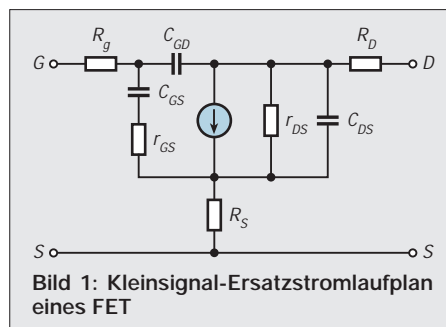 R_g C_GD R_D
G D
C_GS
r_GS r_DS C_DS
R_S
S S
Bild 1: Kleinsignal-Ersatzstromlaufplan
eines FET